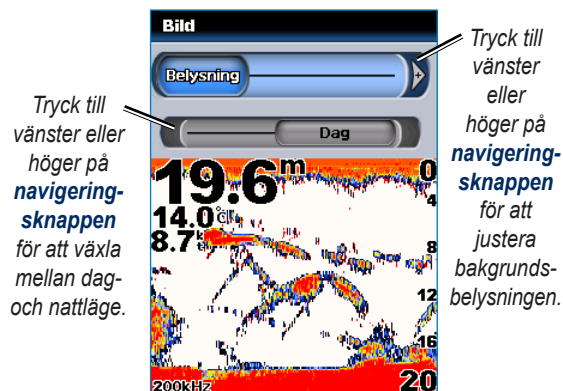 Bild
Belysning
+
Dag
Tryck till
vänster eller
höger på
navigering-
sknappen
för att växla
mellan dag-
och nattläge.
Tryck till
vänster
eller
höger på
navigering-
sknappen
för att
justera
bakgrunds-
belysningen.
19.6m
14.0°C
8.7
0
4
8
12
16
20
200kHz